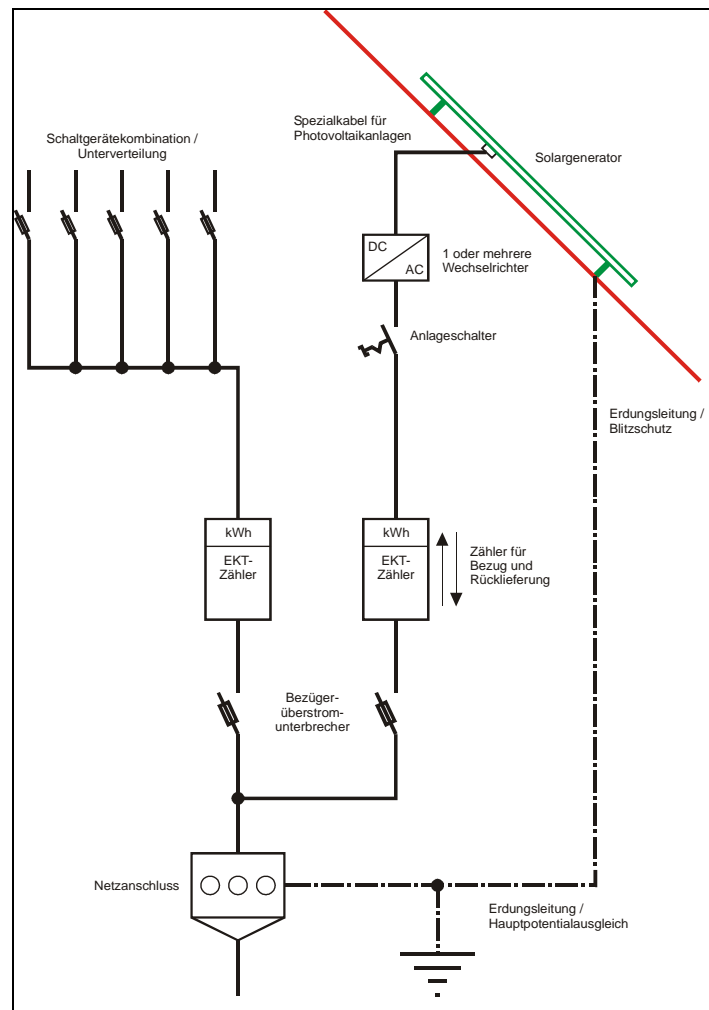 Spezialkabel für
Photovoltaikanlagen
Schaltgerätekombination /
Unterverteilung
Solargenerator
DC
AC
1 oder mehrere
Wechselrichter
Anlageschalter
Erdungsleitung /
Blitzschutz
kWh
EKT-
Zähler
kWh
EKT-
Zähler
Zähler für
Bezug und
Rücklieferung
Bezüger-
überstrom-
unterbrecher
Netzanschluss
Erdungsleitung /
Hauptpotentialausgleich